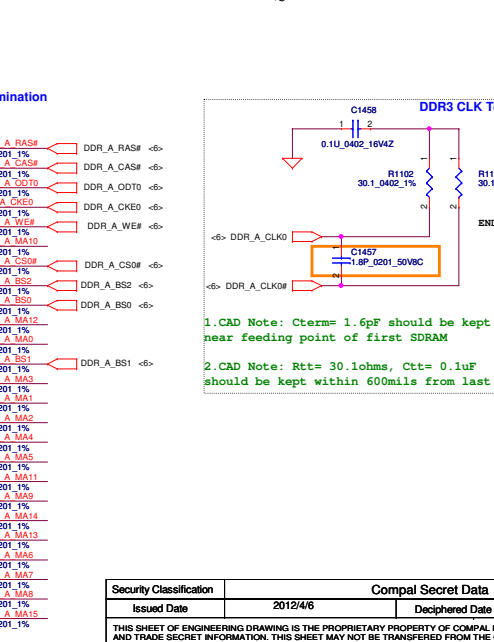 mination
A_RAS#
201_1%
DDR_A_RAS# <6>
A_CAS#
201_1%
DDR_A_CAS# <6>
A_ODT0
201_1%
DDR_A_ODT0 <6>
A_CKE0
201_1%
DDR_A_CKE0 <6>
A_WE#
201_1%
DDR_A_WE# <6>
A_MA10
201_1%
A_CS0#
201_1%
DDR_A_CS0# <6>
A_BS2
201_1%
DDR_A_BS2 <6>
A_BS0
201_1%
DDR_A_BS0 <6>
A_MA12
201_1%
A_MA0
201_1%
A_BS1
201_1%
DDR_A_BS1 <6>
A_MA3
201_1%
A_MA1
201_1%
A_MA2
201_1%
A_MA4
201_1%
A_MA5
201_1%
A_MA11
201_1%
A_MA9
201_1%
A_MA14
201_1%
A_MA13
201_1%
A_MA6
201_1%
A_MA7
201_1%
A_MA8
201_1%
A_MA15
201_1%
DDR3 CLK T
C1458
1 2
0.1U_0402_16V4Z
R1102
30.1_0402_1%
1
2
R11
30.1
1
2
END
<6> DDR_A_CLK0
1
C1457
1.8P_0201_50V8C
2
<6> DDR_A_CLK0#
1.CAD Note: Cterm= 1.6pF should be kept
near feeding point of first SDRAM
2.CAD Note: Rtt= 30.1ohms, Ctt= 0.1uF
should be kept within 600mils from last
Security Classification
Compal Secret Data
Issued Date
2012/4/6
Deciphered Date
THIS SHEET OF ENGINEERING DRAWING IS THE PROPRIETARY PROPERTY OF COMPAL
AND TRADE SECRET INFORMATION. THIS SHEET MAY NOT BE TRANSFERED FROM THE